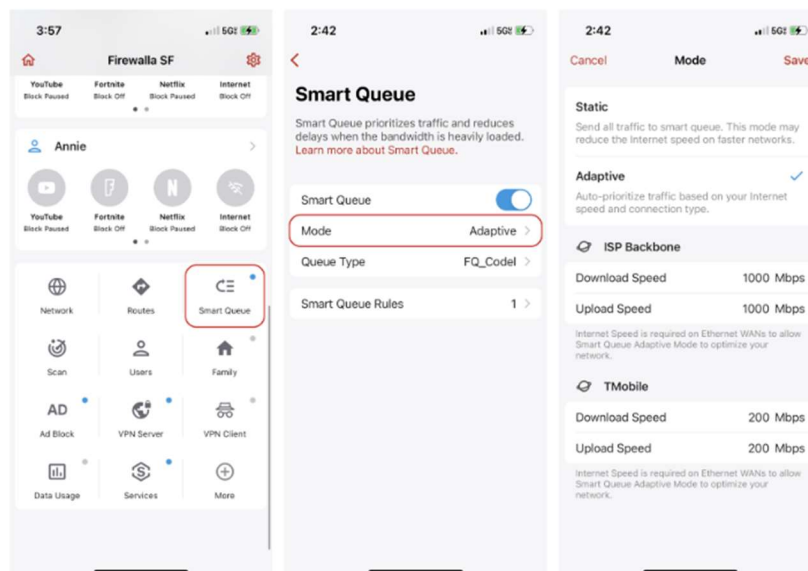 3:57
5G
Firewalla SF
YouTube
Block Paused
Fortnite
Block Off
Netflix
Block Paused
Internet
Block Off
Annie
YouTube
Block Paused
Fortnite
Block Off
Netflix
Block Paused
Internet
Block Off
Network
Routes
Smart Queue
Scan
Users
Family
AD
Ad Block
VPN Server
VPN Client
Data Usage
Services
More
2:42
5G
Smart Queue
Smart Queue prioritizes traffic and reduces
delays when the bandwidth is heavily loaded.
Learn more about Smart Queue.
Smart Queue
Mode Adaptive
Queue Type FQ_Codel
Smart Queue Rules 1
2:42
5G
Cancel Mode Save
Static
Send all traffic to smart queue. This mode may
reduce the Internet speed on faster networks.
Adaptive
Auto-prioritize traffic based on your Internet
speed and connection type.
ISP Backbone
Download Speed 1000 Mbps
Upload Speed 1000 Mbps
Internet Speed is required on Ethernet WANs to allow
Smart Queue Adaptive Mode to optimize your
network.
TMobile
Download Speed 200 Mbps
Upload Speed 200 Mbps
Internet Speed is required on Ethernet WANs to allow
Smart Queue Adaptive Mode to optimize your
network.